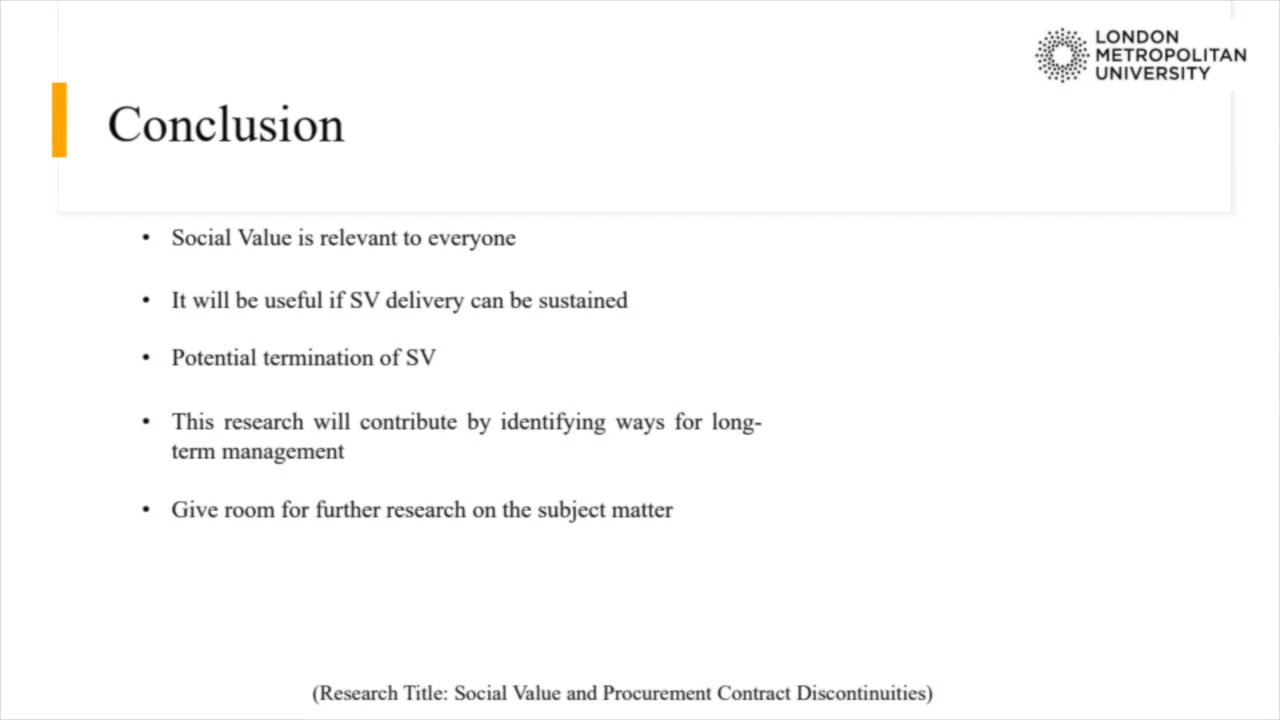 LONDON
METROPOLITAN
UNIVERSITY
Conclusion
• Social Value is relevant to everyone
• It will be useful if SV delivery can be sustained
• Potential termination of SV
• This research will contribute by identifying ways for long-
term management
• Give room for further research on the subject matter
(Research Title: Social Value and Procurement Contract Discontinuities)